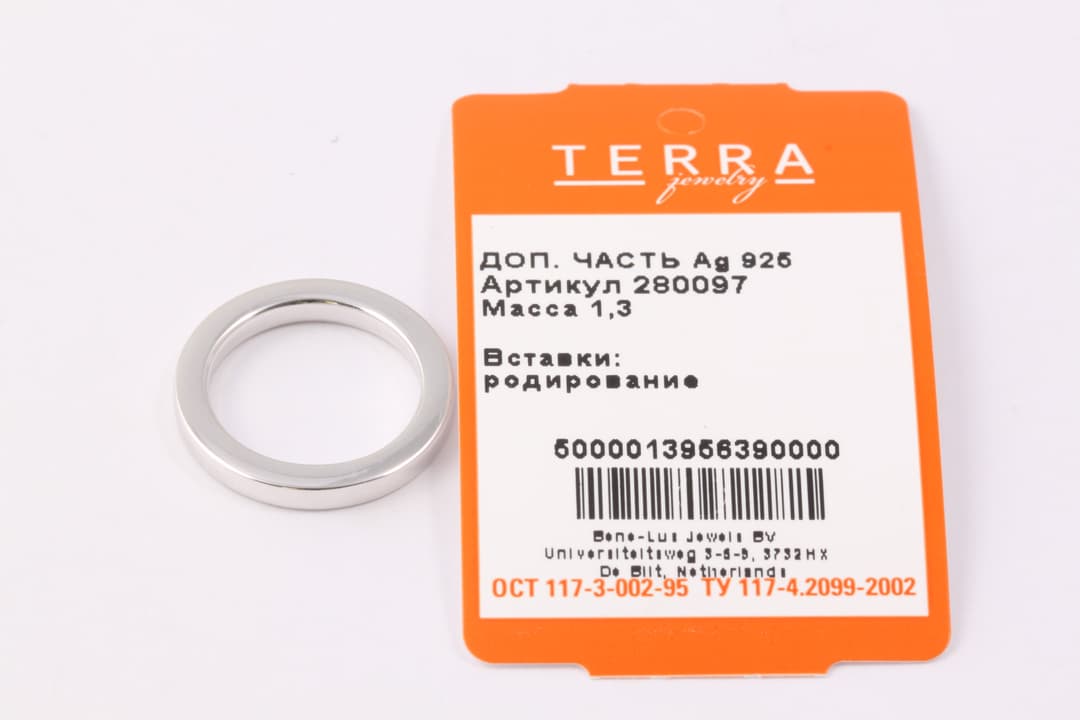 TERRA
jewelry
ДОП. ЧАСТЬ Ag 925
Артикул 280097
Масса 1,3
Вставки:
родирование
5000013956390000
Bene-Lux Jewels BV
Universiteitsweg 3-6-9, 3732HX
De Bilt, Netherlands
ОСТ 117-3-002-95 ТУ 117-4.2099-2002